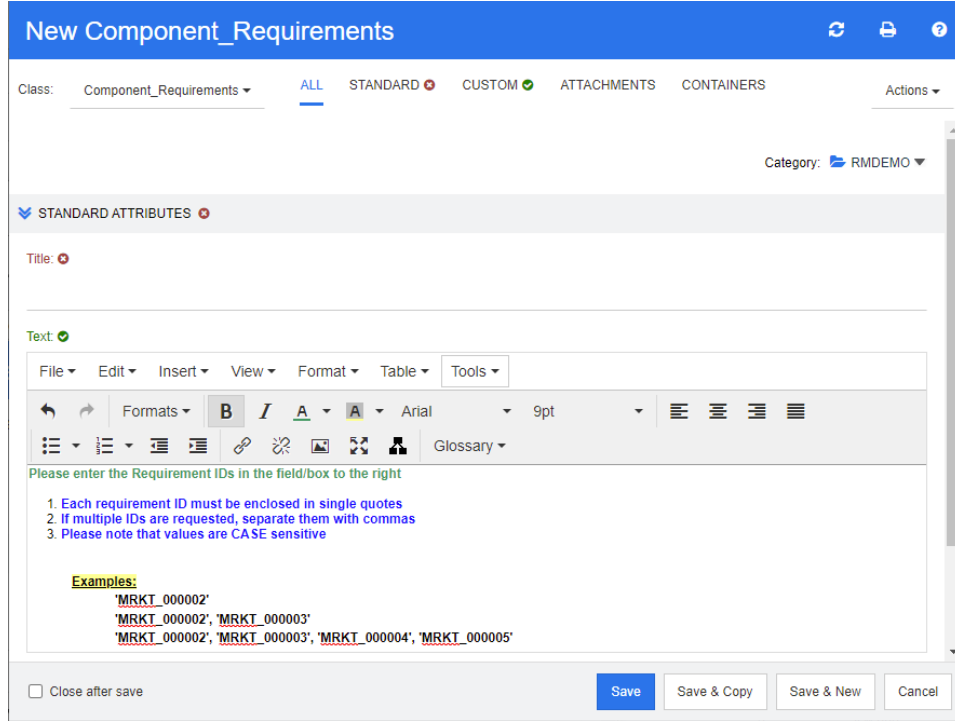 New Component_Requirements
Class: Component_Requirements ALL STANDARD CUSTOM ATTACHMENTS CONTAINERS Actions
Category: RMDEMO
STANDARD ATTRIBUTES
Title:
Text:
File Edit Insert View Format Table Tools
Formats B I A A Arial 9pt
Glossary
Please enter the Requirement IDs in the field/box to the right
1. Each requirement ID must be enclosed in single quotes
2. If multiple IDs are requested, separate them with commas
3. Please note that values are CASE sensitive
Examples:
'MRKT_000002'
'MRKT_000002', 'MRKT_000003'
'MRKT_000002', 'MRKT_000003', 'MRKT_000004', 'MRKT_000005'
Close after save Save Save & Copy Save & New Cancel